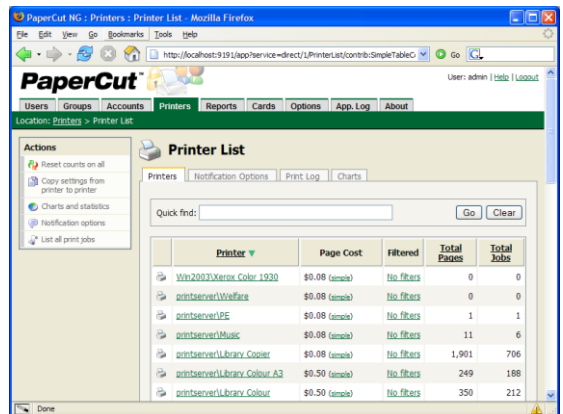 PaperCut NG : Printers : Printer List - Mozilla Firefox
File Edit View Go Bookmarks Tools Help
http://localhost:9191/app?service=direct/1/PrinterList/contrib:SimpleTableC Go
PaperCut
User: admin | Help | Logout
Users Groups Accounts Printers Reports Cards Options App. Log About
Location: Printers > Printer List
Actions
Reset counts on all
Copy settings from
printer to printer
Charts and statistics
Notification options
List all print jobs
Printer List
Printers Notification Options Print Log Charts
Quick find: Go Clear
Printer ▼ Page Cost Filtered Total Pages Total Jobs
Win2003\Xerox Color 1930 $0.08 (simple) No filters 0 0
printserver\Welfare $0.08 (simple) No filters 0 0
printserver\PE $0.08 (simple) No filters 1 1
printserver\Music $0.08 (simple) No filters 11 6
printserver\Library Copier $0.08 (simple) No filters 1,901 706
printserver\Library Colour A3 $0.50 (simple) No filters 249 188
printserver\Library Colour $0.50 (simple) No filters 350 212
Done